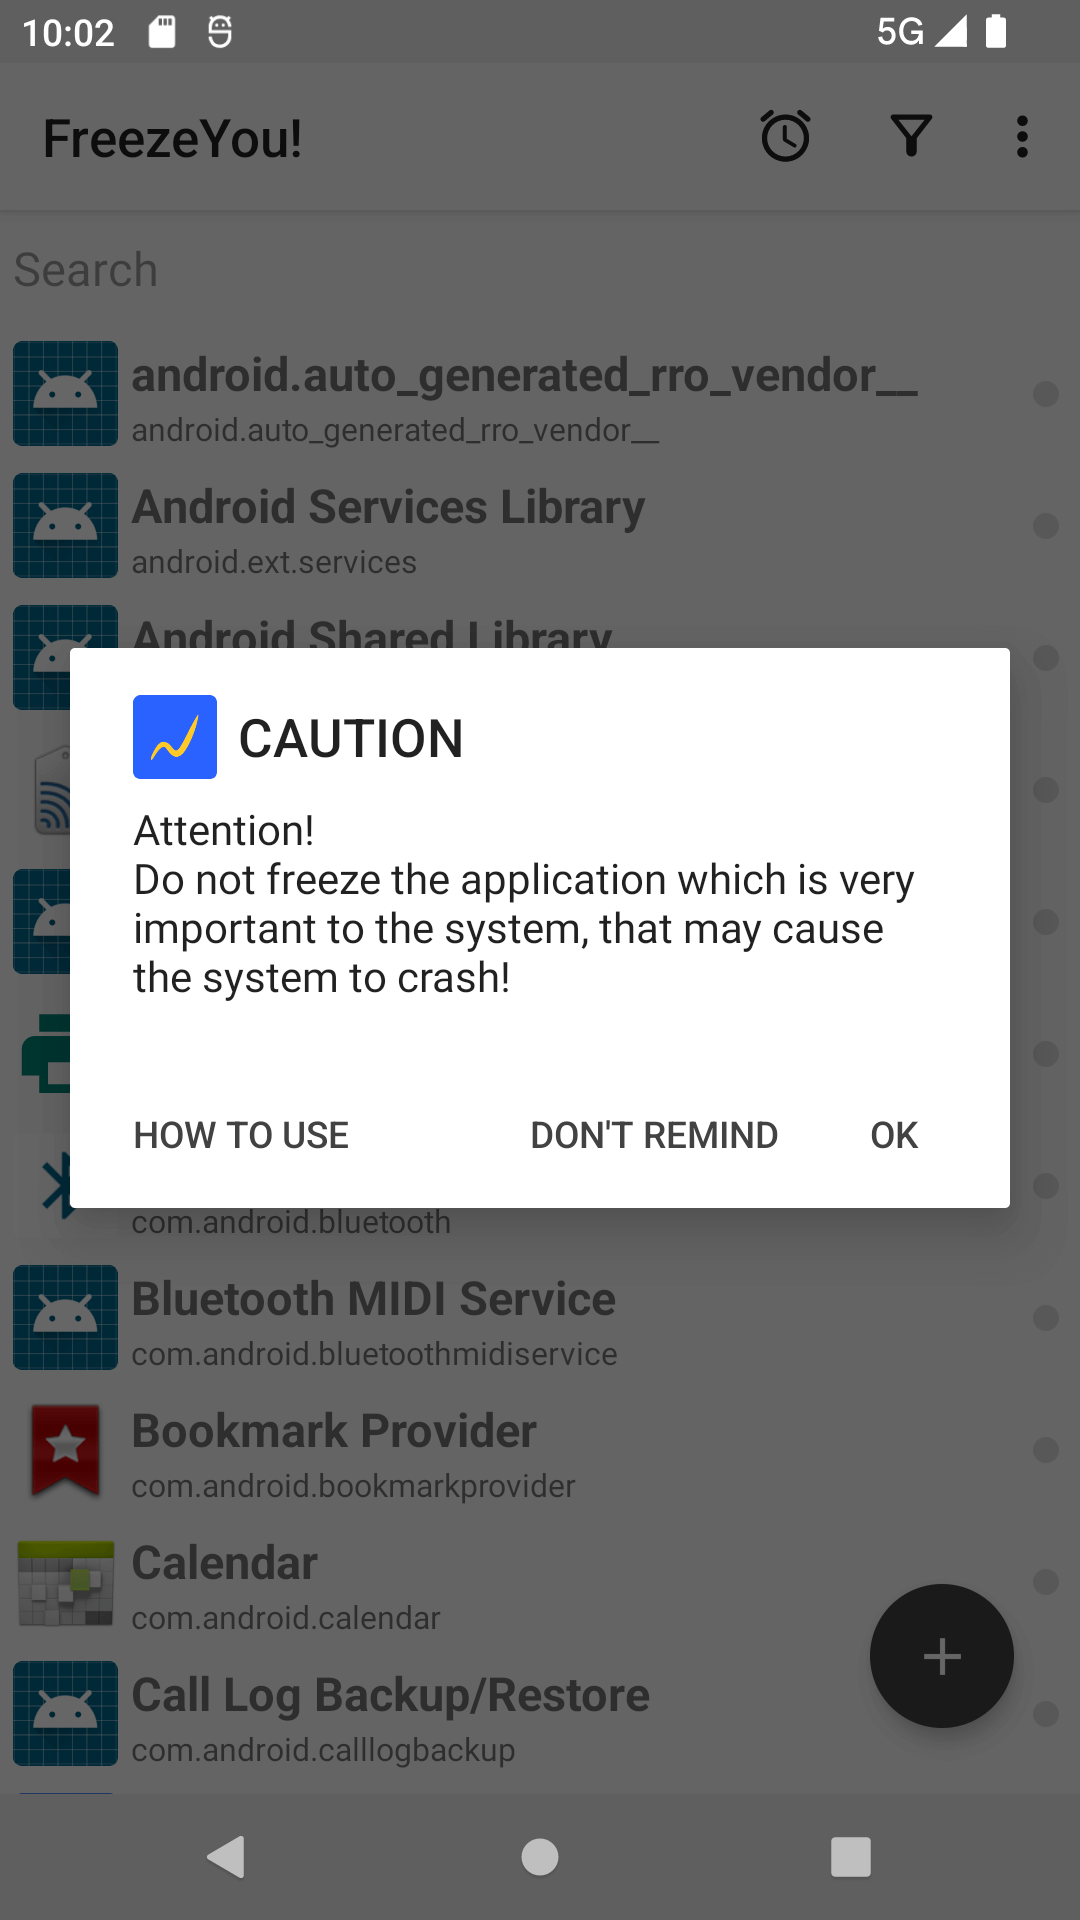 10:02
5G
FreezeYou!
Search
android.auto_generated_rro_vendor__
android.auto_generated_rro_vendor__
Android Services Library
android.ext.services
Android Shared Library
CAUTION
Attention!
Do not freeze the application which is very
important to the system, that may cause
the system to crash!
HOW TO USE
DON'T REMIND
OK
com.android.bluetooth
Bluetooth MIDI Service
com.android.bluetoothmidiservice
Bookmark Provider
com.android.bookmarkprovider
Calendar
com.android.calendar
Call Log Backup/Restore
com.android.calllogbackup